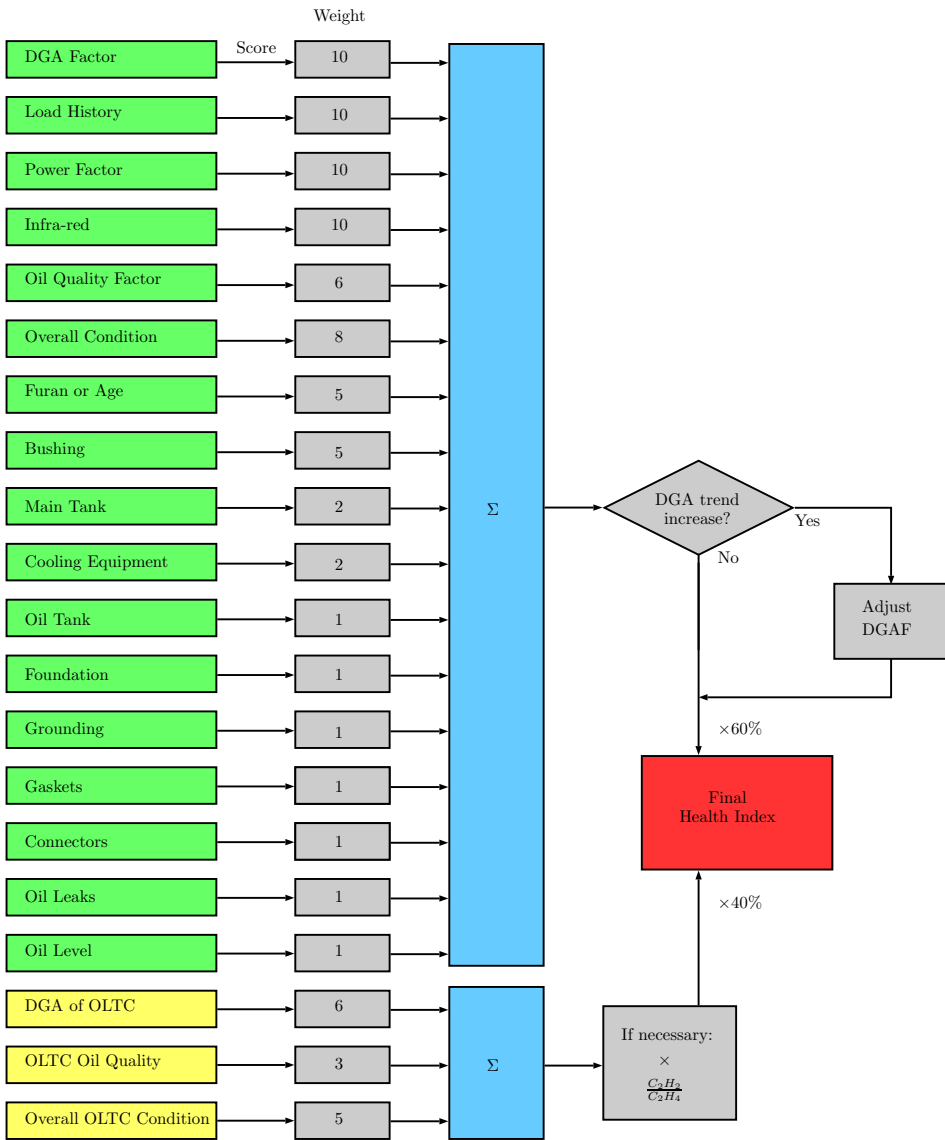 Weight
DGA Factor
Score
10
Load History
10
Power Factor
10
Infra-red
10
Oil Quality Factor
6
Overall Condition
8
Furan or Age
5
Bushing
5
Main Tank
2
Cooling Equipment
2
Oil Tank
1
Foundation
1
Grounding
1
Gaskets
1
Connectors
1
Oil Leaks
1
Oil Level
1
Σ
DGA trend
increase?
Yes
No
Adjust
DGAF
×60%
Final
Health Index
×40%
DGA of OLTC
6
OLTC Oil Quality
3
Overall OLTC Condition
5
Σ
If necessary:
×
C₂H₂
C₂H₄